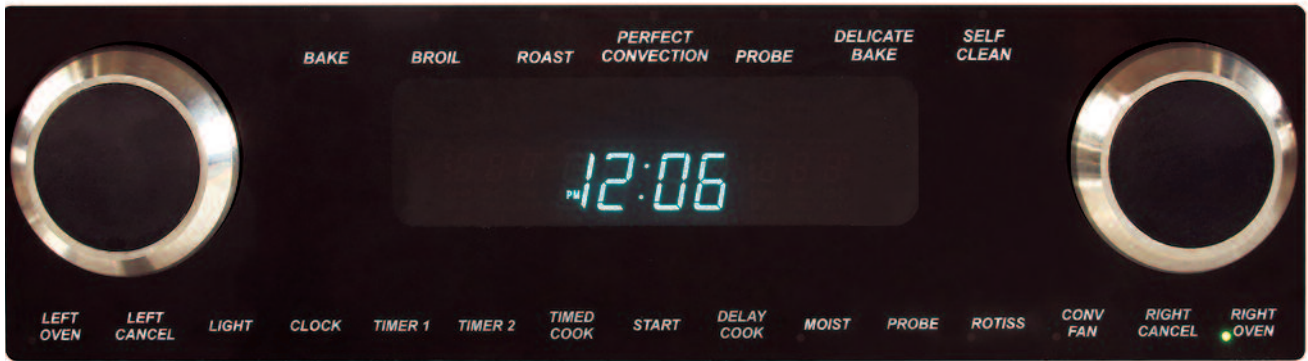 BAKE BROIL ROAST PERFECT CONVECTION PROBE DELICATE BAKE SELF CLEAN
PM 12:06
LEFT OVEN LEFT CANCEL LIGHT CLOCK TIMER 1 TIMER 2 TIMED COOK START DELAY COOK MOIST PROBE ROTISS CONV FAN RIGHT CANCEL RIGHT OVEN